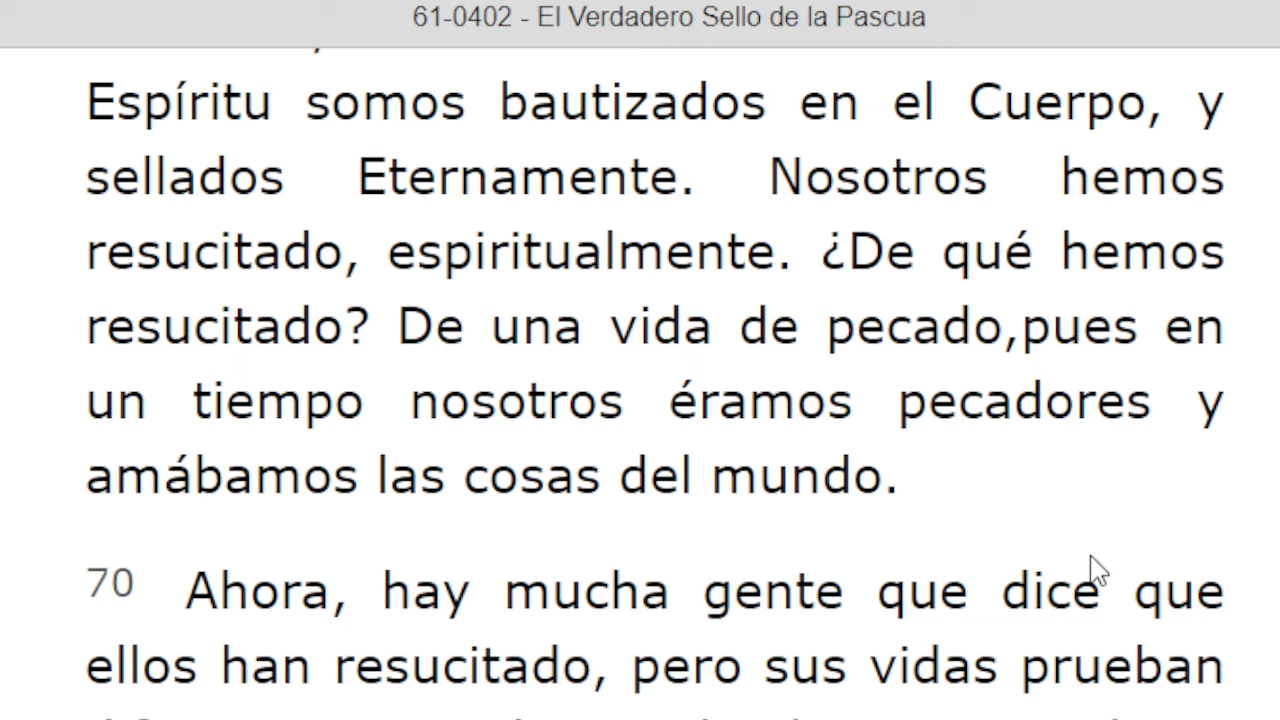 61-0402 - El Verdadero Sello de la Pascua
Espíritu somos bautizados en el Cuerpo, y
sellados Eternamente. Nosotros hemos
resucitado, espiritualmente. ¿De qué hemos
resucitado? De una vida de pecado,pues en
un tiempo nosotros éramos pecadores y
amábamos las cosas del mundo.
70 Ahora, hay mucha gente que dice que
ellos han resucitado, pero sus vidas prueban